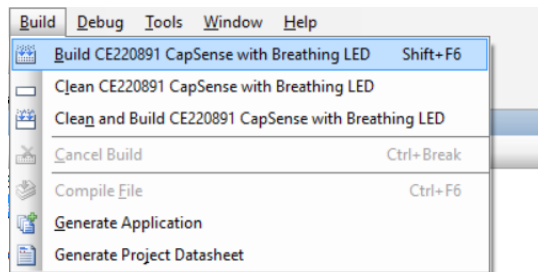 Build Debug Tools Window Help
Build CE220891 CapSense with Breathing LED Shift+F6
Clean CE220891 CapSense with Breathing LED
Clean and Build CE220891 CapSense with Breathing LED
Cancel Build Ctrl+Break
Compile File Ctrl+F6
Generate Application
Generate Project Datasheet